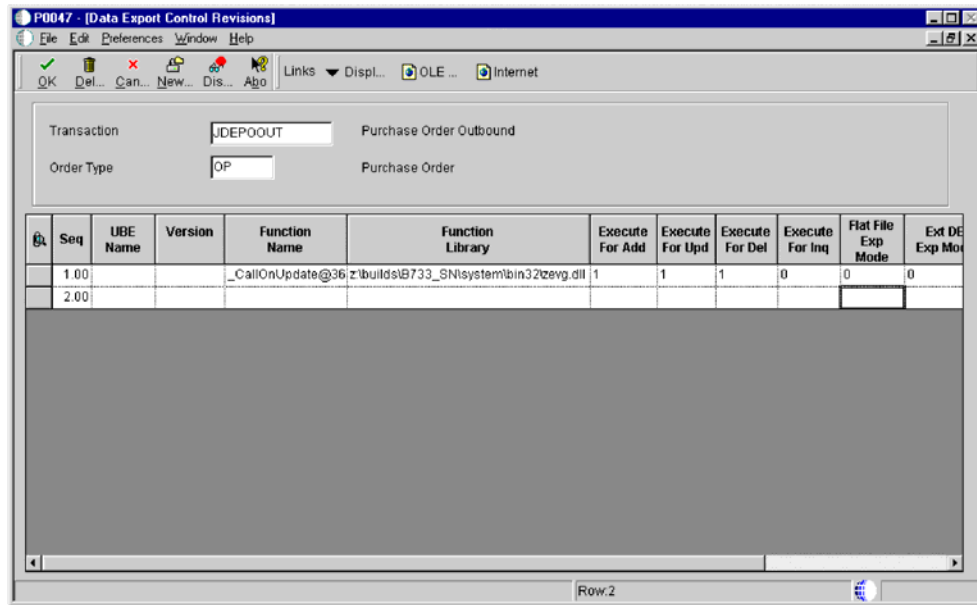 P0047 - [Data Export Control Revisions]
File Edit Preferences Window Help
OK Del... Can... New... Dis... Abo Links Displ... OLE ... Internet
Transaction JDEPOOUT Purchase Order Outbound
Order Type OP Purchase Order
Seq UBE Name Version Function Name Function Library Execute For Add Execute For Upd Execute For Del Execute For Inq Flat File Exp Mode Ext DE Exp Mo
1.00 _CallOnUpdate@36 z:\builds\B733_SN\system\bin32\zevg.dll 1 1 1 0 0 0
2.00
Row:2